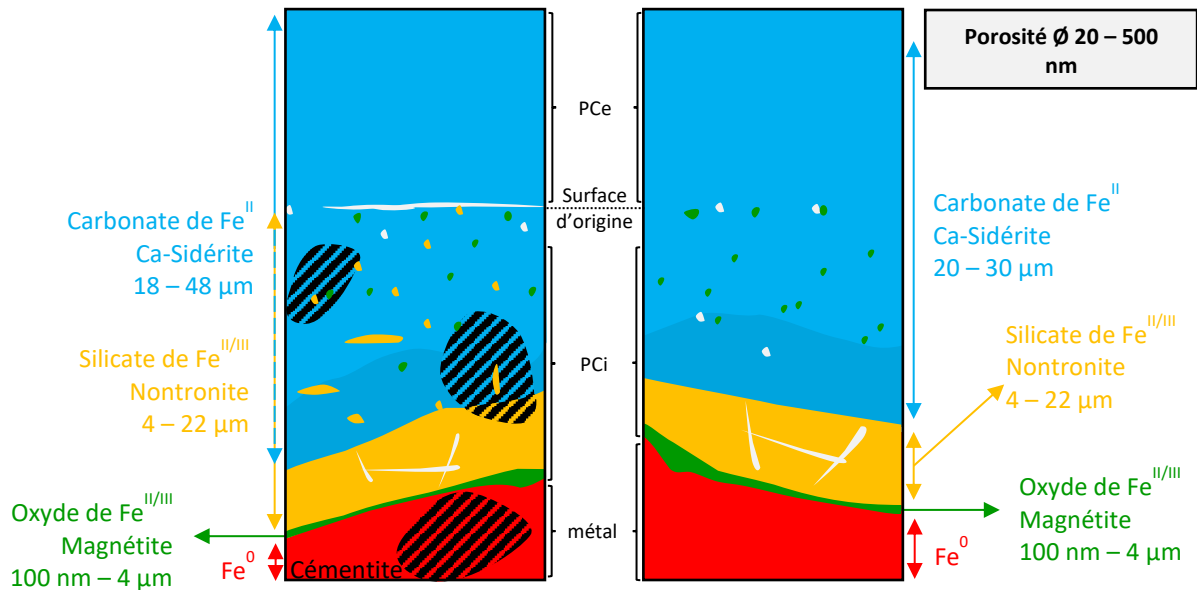 Porosité Ø 20 – 500
nm
PCe
Surface
d'origine
PCi
métal
Carbonate de Fe^II
Ca-Sidérite
18 – 48 µm
Silicate de Fe^II/III
Nontronite
4 – 22 µm
Oxyde de Fe^II/III
Magnétite
100 nm – 4 µm
Fe^0
Cémentite
Carbonate de Fe^II
Ca-Sidérite
20 – 30 µm
Silicate de Fe^II/III
Nontronite
4 – 22 µm
Oxyde de Fe^II/III
Magnétite
100 nm – 4 µm
Fe^0